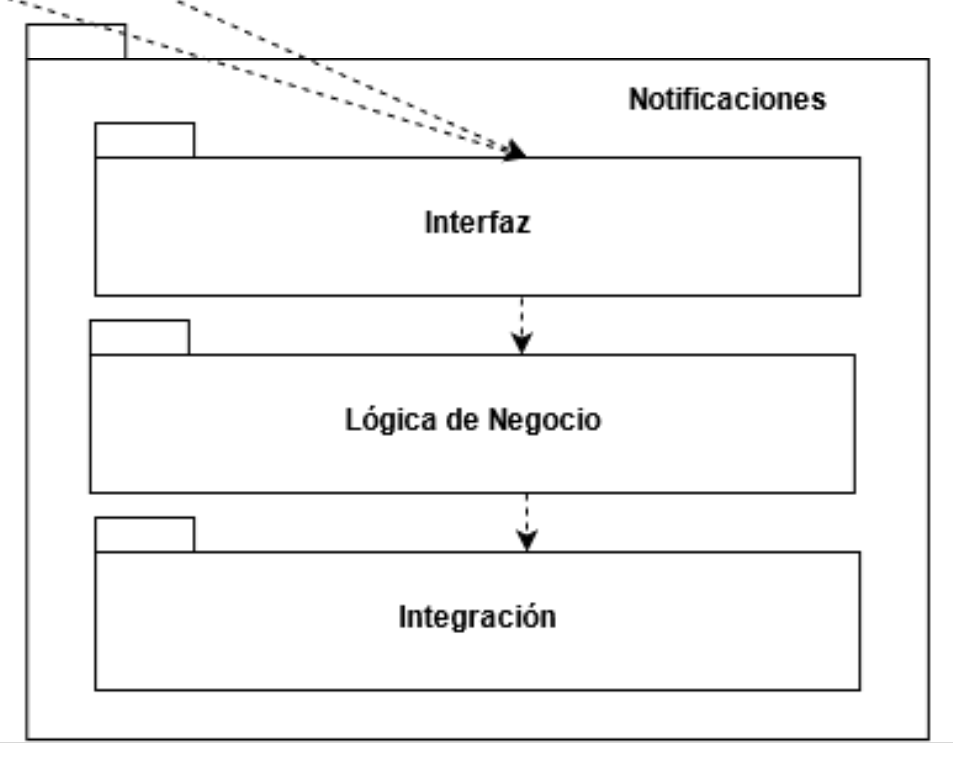 Notificaciones
Interfaz
Lógica de Negocio
Integración